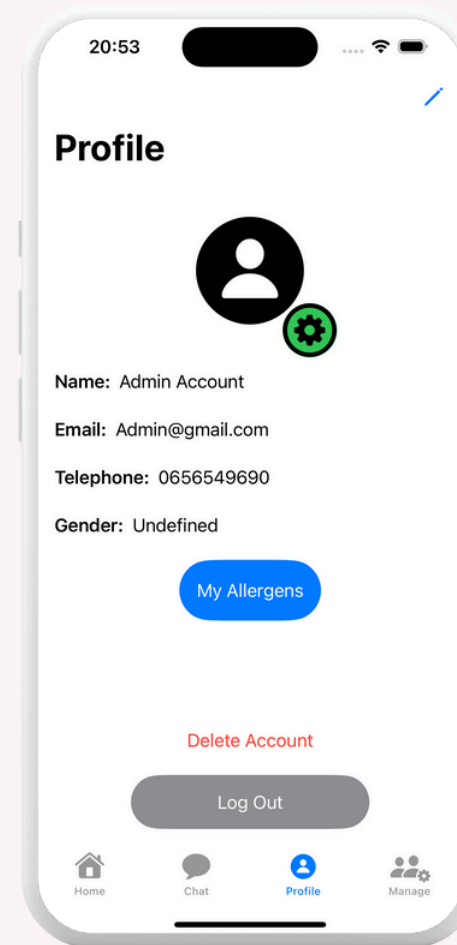 20:53
Profile
Name: Admin Account
Email: Admin@gmail.com
Telephone: 0656549690
Gender: Undefined
My Allergens
Delete Account
Log Out
Home Chat Profile Manage